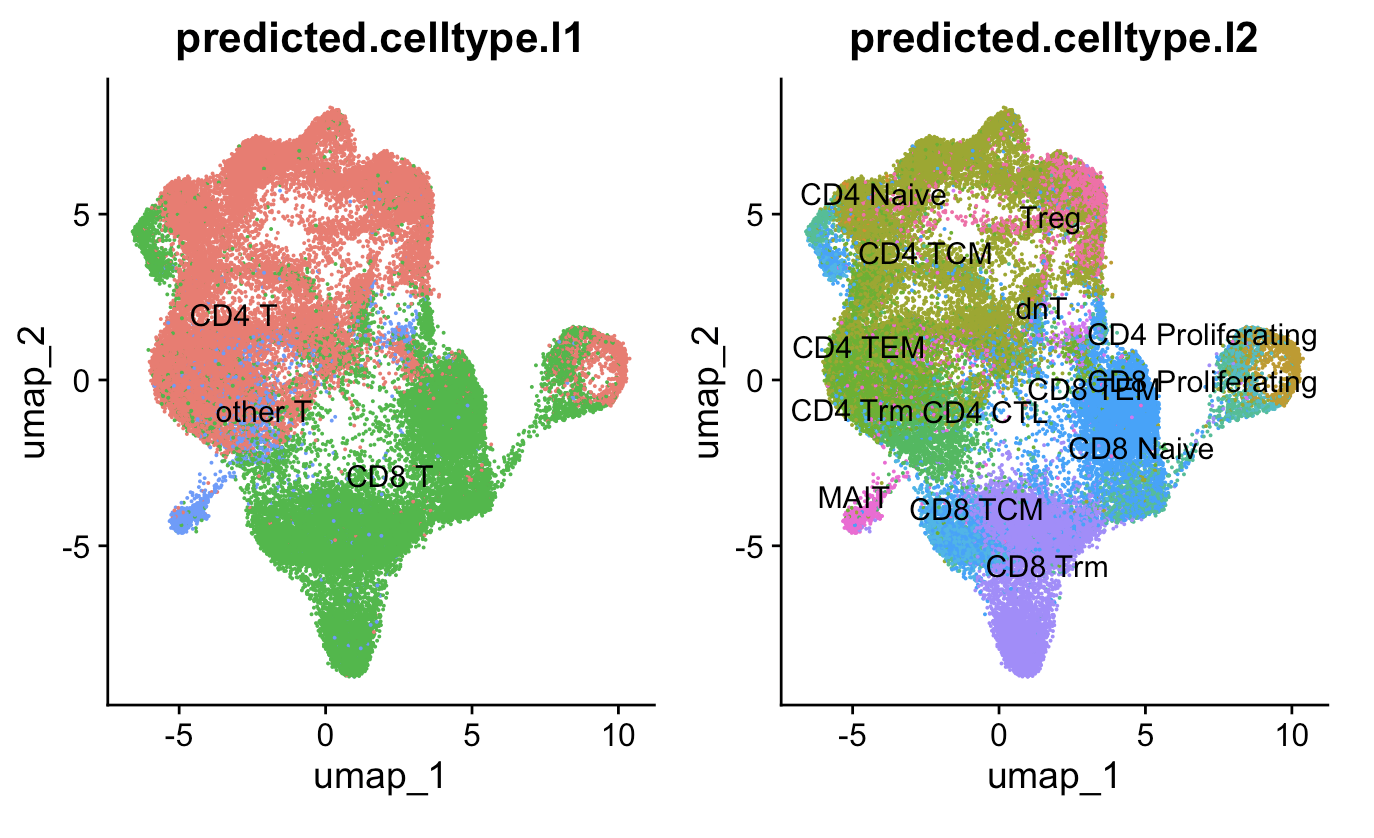 predicted.celltype.l1
5
0
-5
umap_2
CD4 T
other T
CD8 T
-5
0
5
10
umap_1
predicted.celltype.l2
5
0
-5
umap_2
CD4 Naive
Treg
CD4 TCM
dnT
CD4 Proliferating
CD4 TEM
CD8 Proliferating
CD8 TEM
CD4 Trm
CD4 CTL
CD8 Naive
MAIT
CD8 TCM
CD8 Trm
-5
0
5
10
umap_1